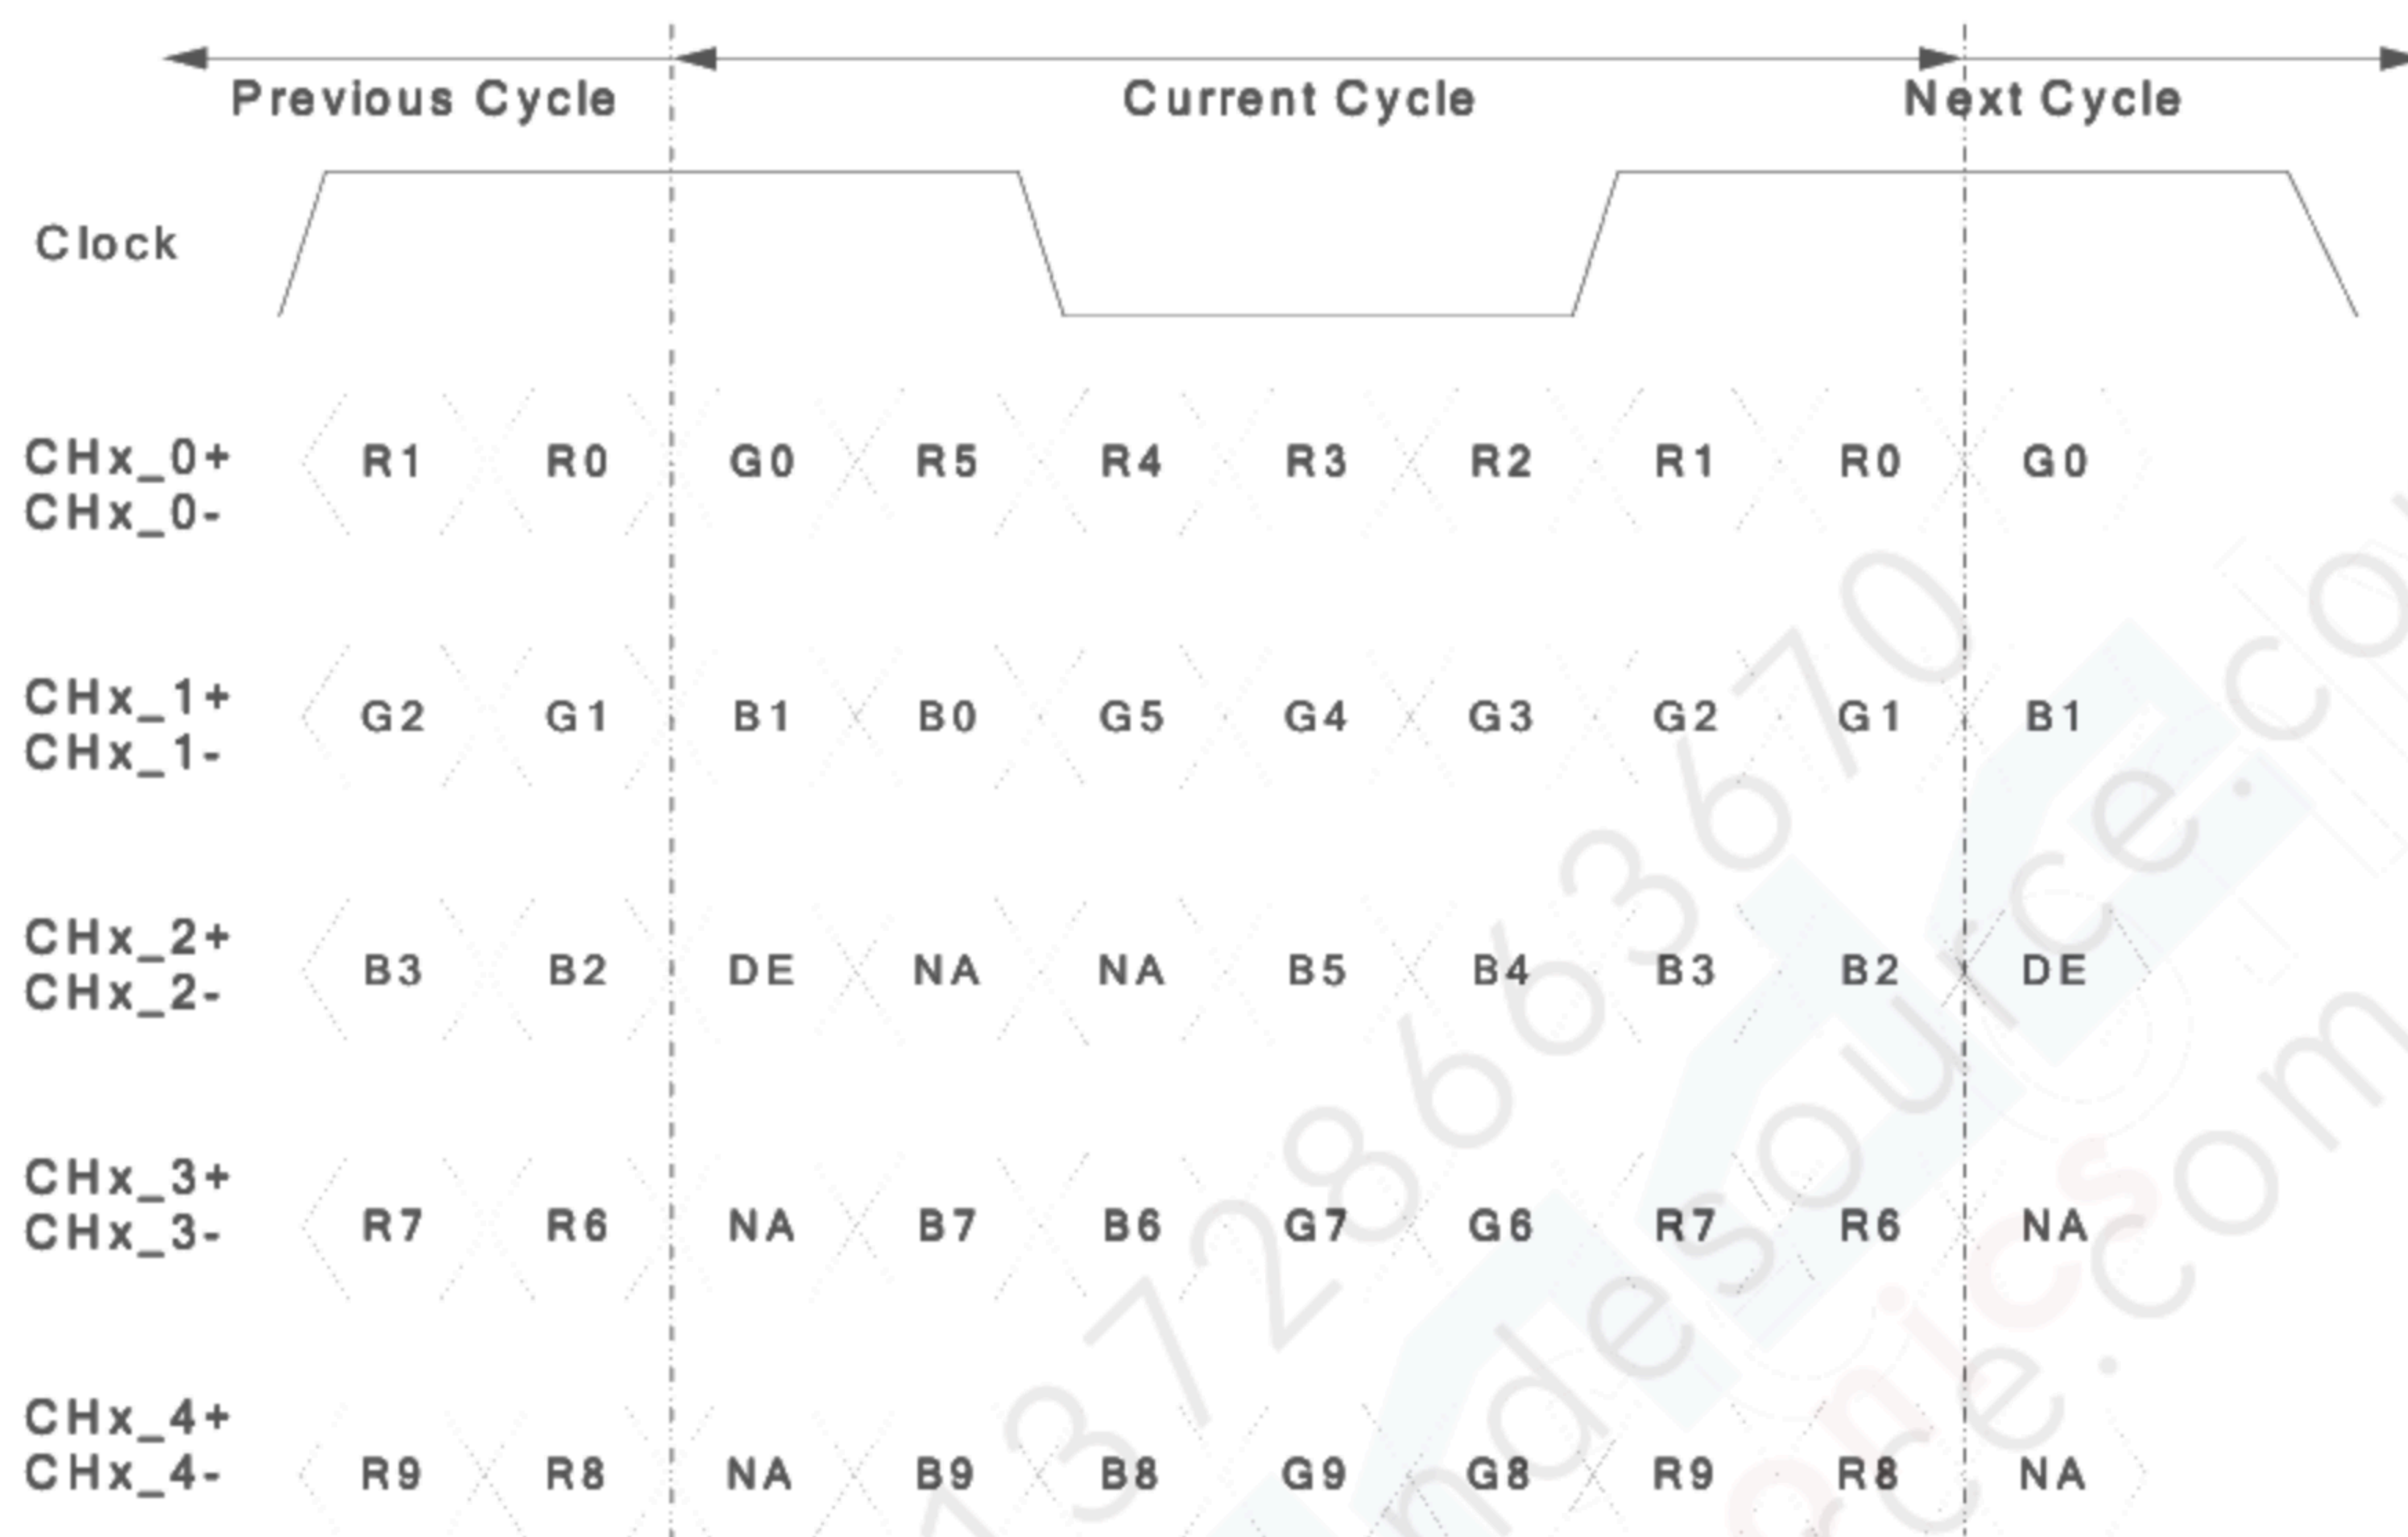 Previous Cycle Current Cycle Next Cycle
Clock
CHx_0+ R1 R0 G0 R5 R4 R3 R2 R1 R0 G0
CHx_0-
CHx_1+ G2 G1 B1 B0 G5 G4 G3 G2 G1 B1
CHx_1-
CHx_2+ B3 B2 DE NA NA B5 B4 B3 B2 DE
CHx_2-
CHx_3+ R7 R6 NA B7 B6 G7 G6 R7 R6 NA
CHx_3-
CHx_4+
CHx_4- R9 R8 NA B9 B8 G9 G8 R9 R8 NA
13728663670